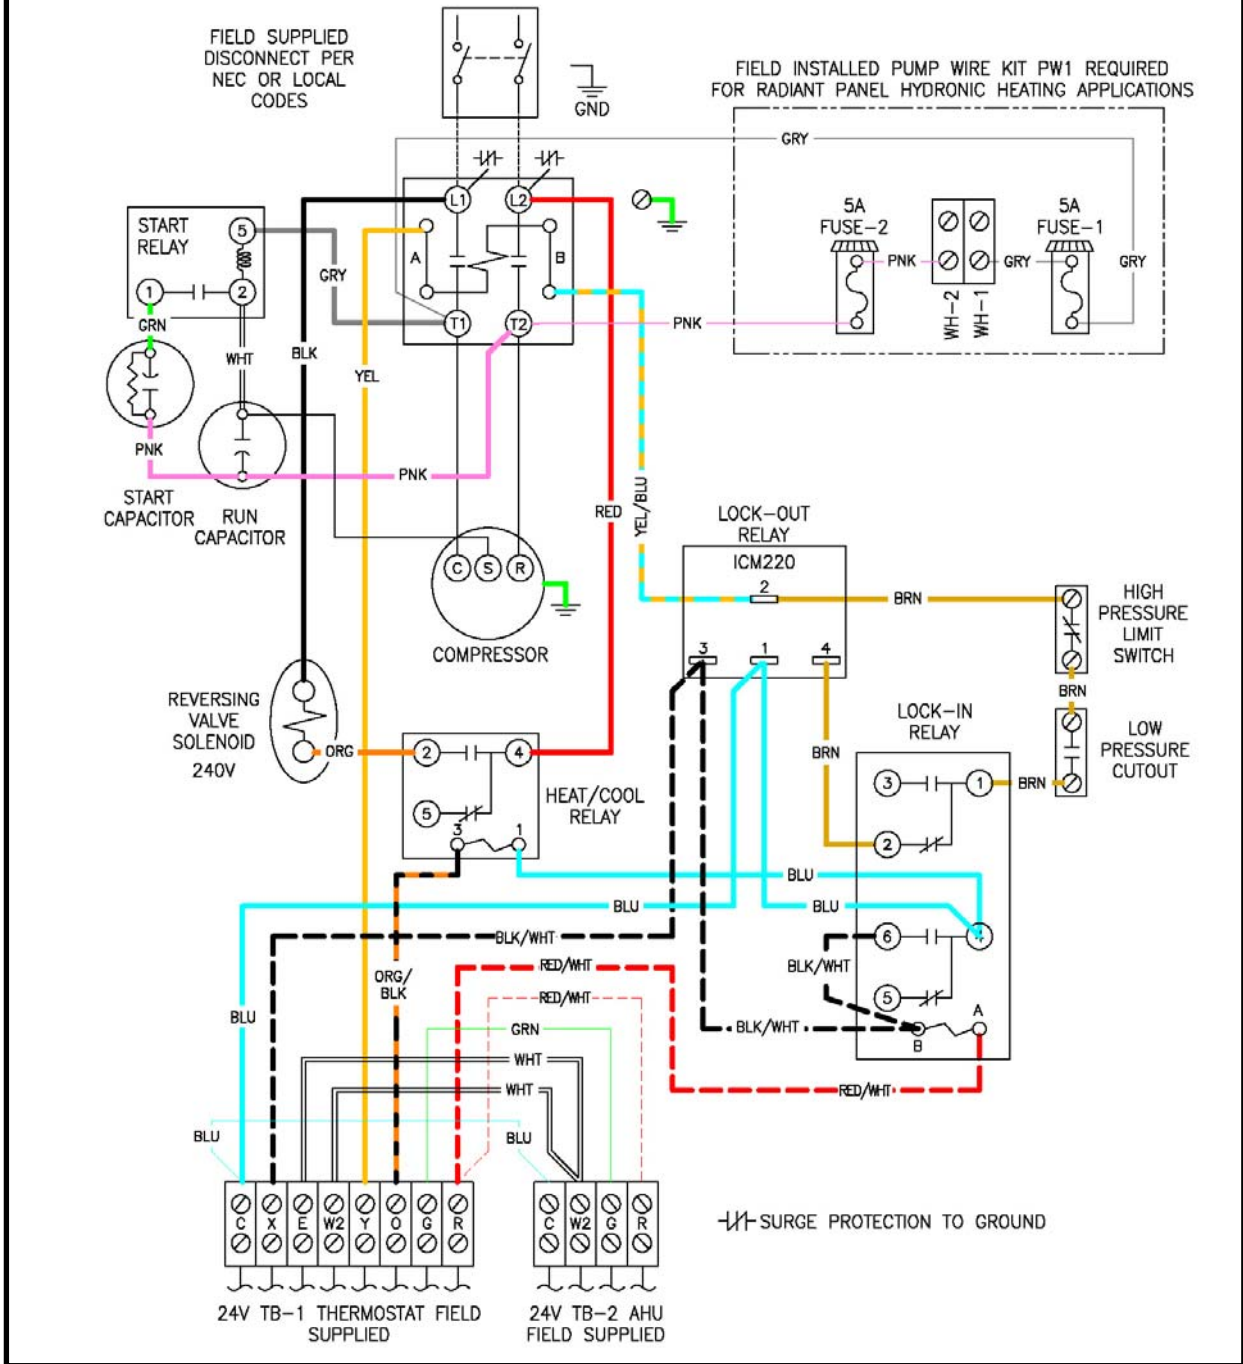 FIELD SUPPLIED
DISCONNECT PER
NEC OR LOCAL
CODES
GND
FIELD INSTALLED PUMP WIRE KIT PW1 REQUIRED
FOR RADIANT PANEL HYDRONIC HEATING APPLICATIONS
GRY
L1
L2
START
RELAY
5
1
2
GRY
A
B
T1
T2
5A
FUSE-2
PNK
WH-2
WH-1
GRY
5A
FUSE-1
GRY
PNK
GRN
WHT
BLK
YEL
PNK
PNK
START
CAPACITOR
RUN
CAPACITOR
RED
YEL/BLU
C
S
R
COMPRESSOR
LOCK-OUT
RELAY
ICM220
2
3
1
4
BRN
HIGH
PRESSURE
LIMIT
SWITCH
BRN
LOW
PRESSURE
CUTOUT
REVERSING
VALVE
SOLENOID
240V
ORG
2
4
5
3
1
HEAT/COOL
RELAY
BRN
LOCK-IN
RELAY
3
1
BRN
2
BLU
BLU
BLU
6
4
BLK/WHT
BLK/WHT
5
A
B
BLK/WHT
RED/WHT
RED/WHT
ORG/
BLK
BLU
GRN
WHT
WHT
RED/WHT
BLU
BLU
C
X
E
W2
Y
O
G
R
C
W2
G
R
SURGE PROTECTION TO GROUND
24V TB-1 THERMOSTAT FIELD
SUPPLIED
24V TB-2 AHU
FIELD SUPPLIED